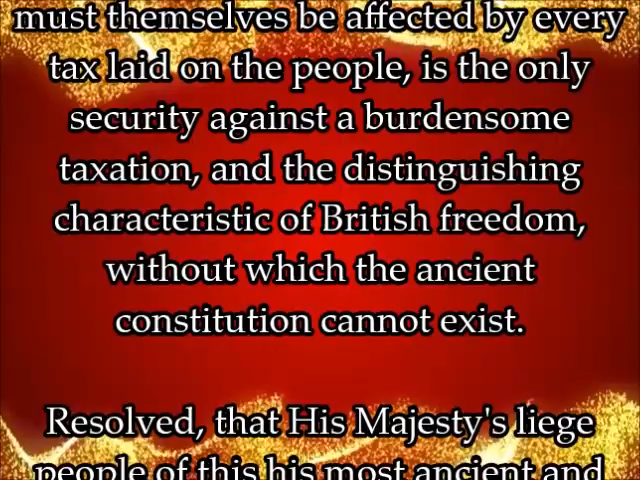 must themselves be affected by every
tax laid on the people, is the only
security against a burdensome
taxation, and the distinguishing
characteristic of British freedom,
without which the ancient
constitution cannot exist.
Resolved, that His Majesty's liege
people of this his most ancient and